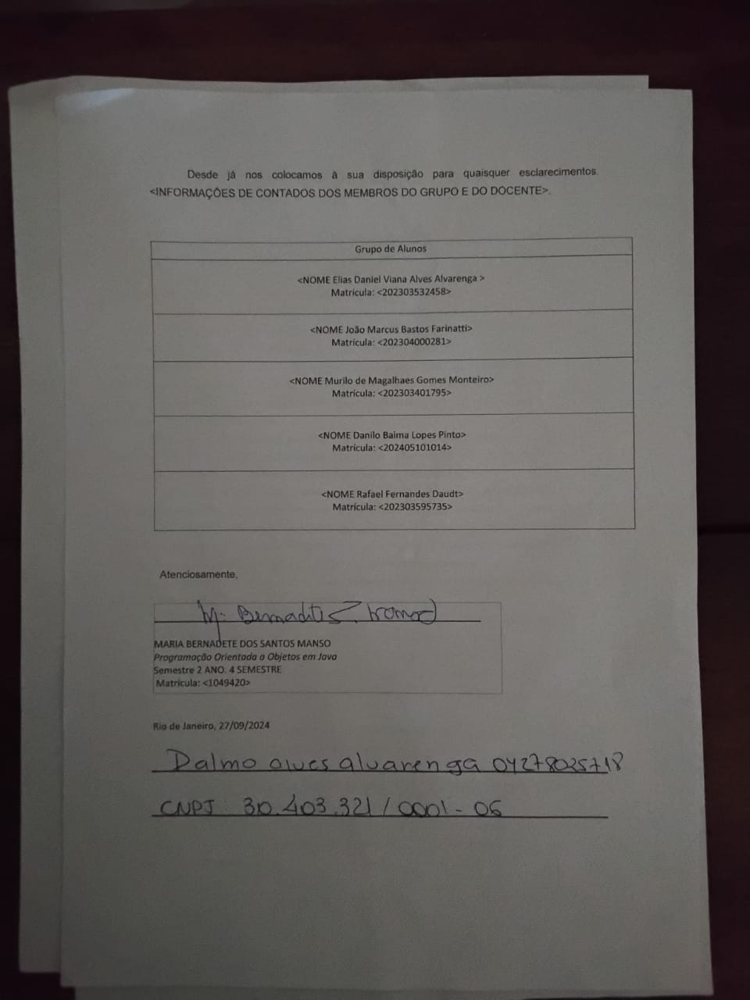 Desde já nos colocamos à sua disposição para quaisquer esclarecimentos.
<INFORMAÇÕES DE CONTADOS DOS MEMBROS DO GRUPO E DO DOCENTE>.
Grupo de Alunos
<NOME Elias Daniel Viana Alves Alvarenga >
Matrícula: <202303532458>
<NOME João Marcus Bastos Farinatti>
Matrícula: <202304000281>
<NOME Murilo de Magalhaes Gomes Monteiro>
Matrícula: <202303401795>
<NOME Danilo Baima Lopes Pinto>
Matrícula: <202405101014>
<NOME Rafael Fernandes Daudt>
Matrícula: <202303595735>
Atenciosamente,
M. Bernadete
MARIA BERNADETE DOS SANTOS MANSO
Programação Orientada a Objetos em Java
Semestre 2 ANO. 4 SEMESTRE
Matrícula: <1049420>
Rio de Janeiro, 27/09/2024
Dalmo alves alvarenga 04278025718
CNPJ: 30.403.321/0001-06